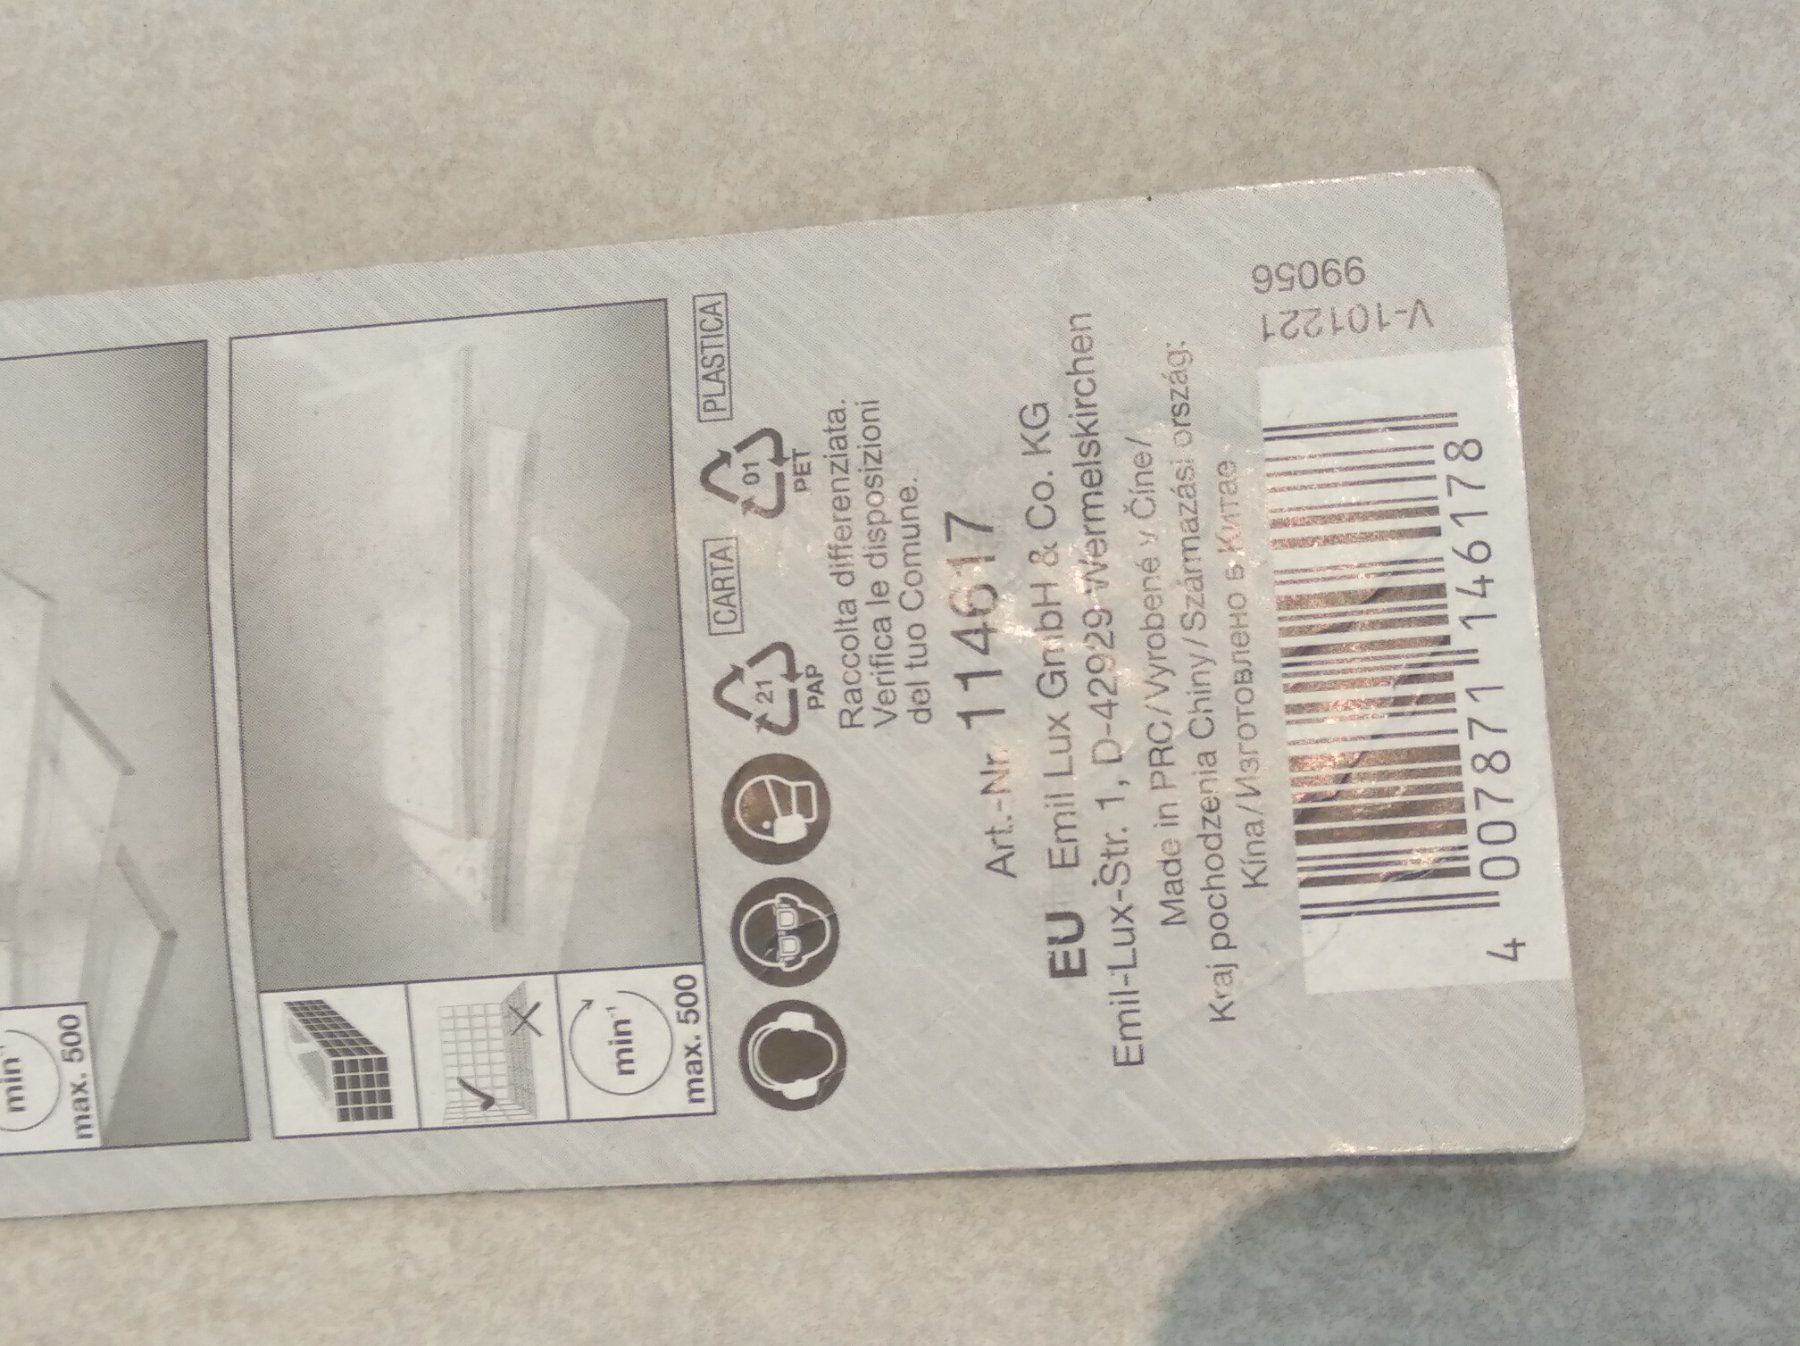 min⁻¹
max. 500
min⁻¹
max. 500
21
PAP
CARTA
01
PET
PLASTICA
Raccolta differenziata.
Verifica le disposizioni
del tuo Comune.
Art.-Nr. 114617
EU Emil Lux GmbH & Co. KG
Emil-Lux-Str. 1, D-42929 Wermelskirchen
Made in PRC/Vyrobené v Číne/
Kraj pochodzenia Chiny/Származási ország:
Kína/Изготовлено в Китае
4 007871 146178
V-101221
99056